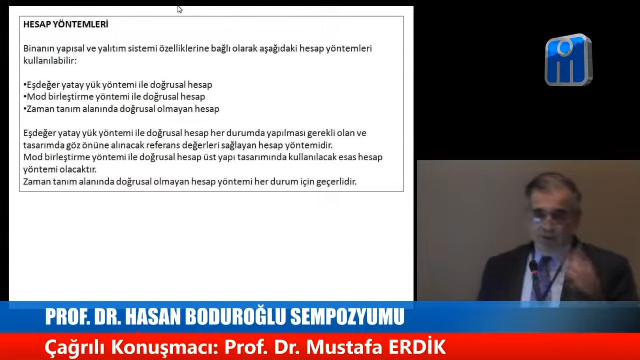 HESAP YÖNTEMLERİ
Binanın yapısal ve yalıtım sistemi özelliklerine bağlı olarak aşağıdaki hesap yöntemleri
kullanılabilir:
•Eşdeğer yatay yük yöntemi ile doğrusal hesap
•Mod birleştirme yöntemi ile doğrusal hesap
•Zaman tanım alanında doğrusal olmayan hesap
Eşdeğer yatay yük yöntemi ile doğrusal hesap her durumda yapılması gerekli olan ve
tasarımda göz önüne alınacak referans değerleri sağlayan hesap yöntemidir.
Mod birleştirme yöntemi ile doğrusal hesap üst yapı tasarımında kullanılacak esas hesap
yöntemi olacaktır.
Zaman tanım alanında doğrusal olmayan hesap yöntemi her durum için geçerlidir.
PROF. DR. HASAN BODUROĞLU SEMPOZYUMU
Çağrılı Konuşmacı: Prof. Dr. Mustafa ERDİK